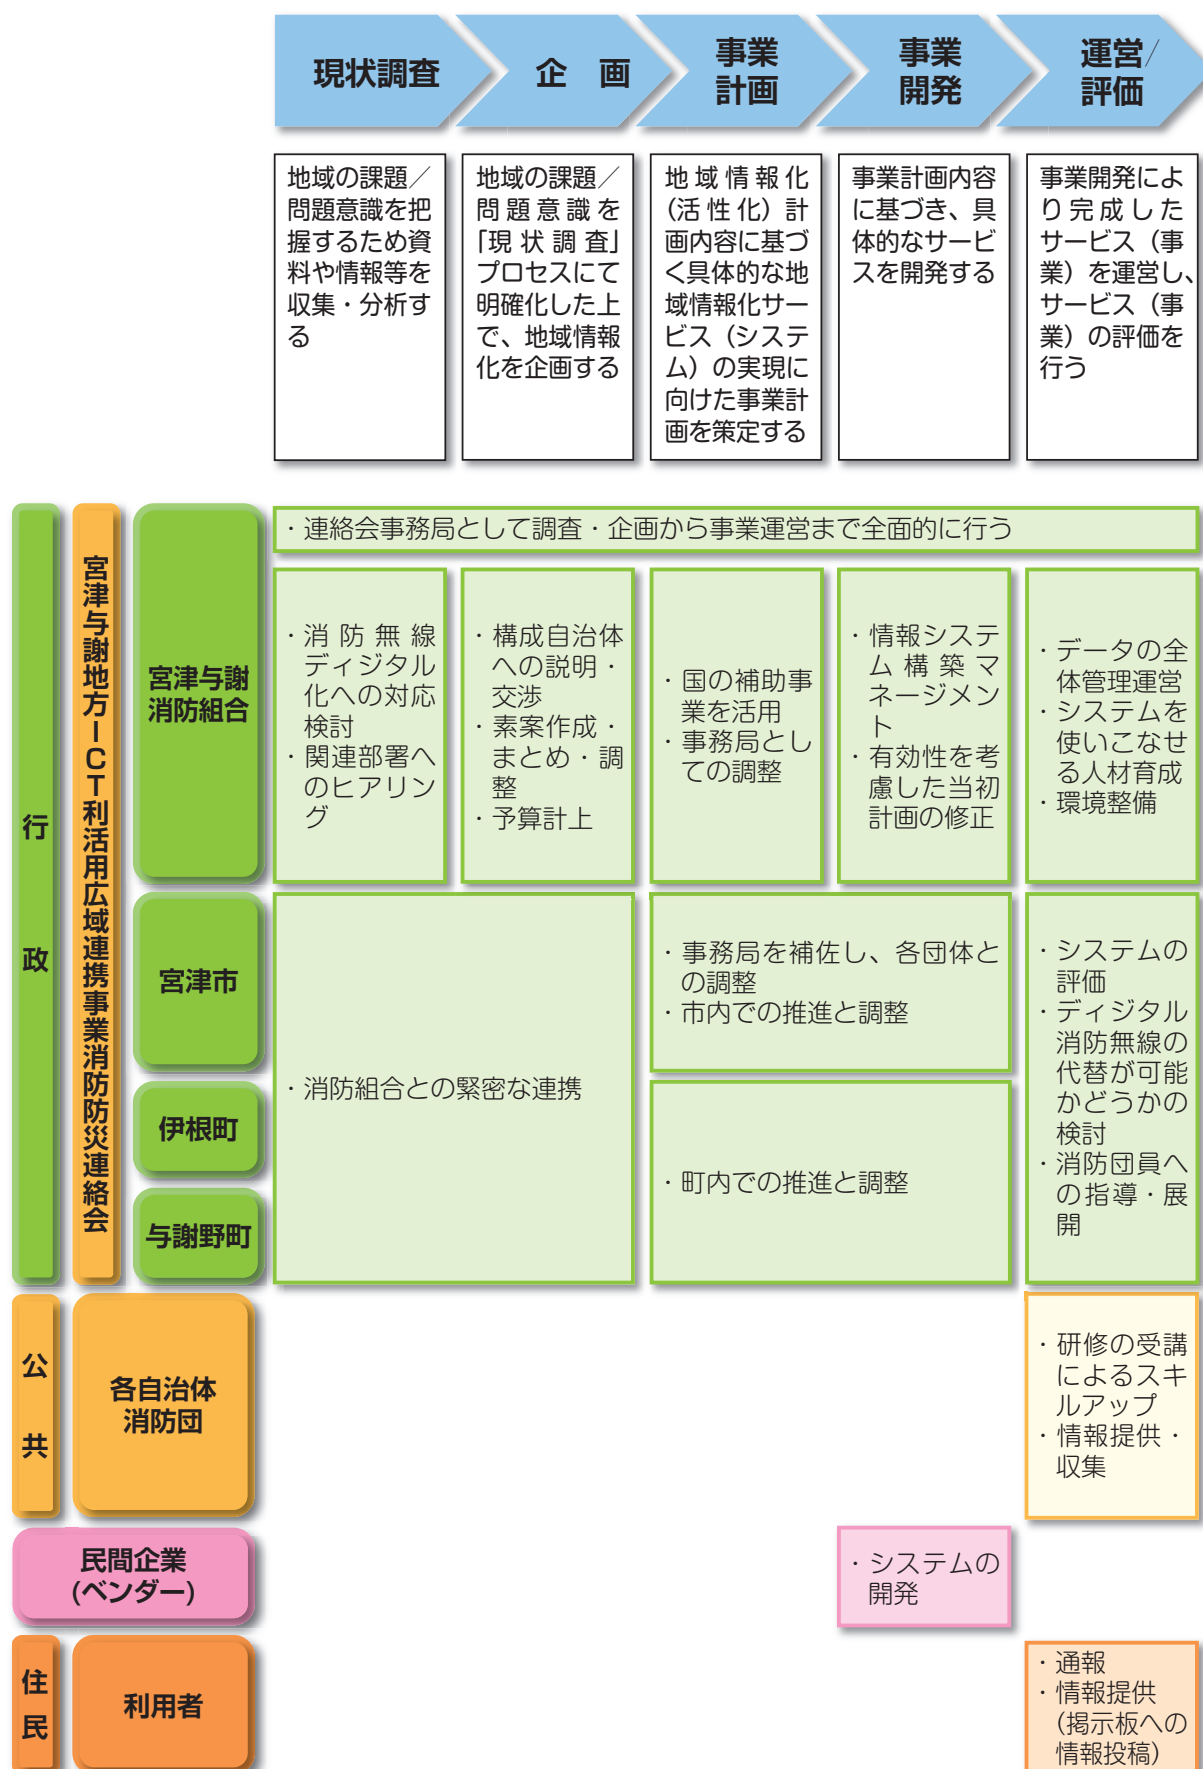 現状調査
企　画
事業
計画
事業
開発
運営/
評価
地域の課題／
問題意識を把
握するため資
料や情報等を
収集・分析す
る
地域の課題／
問題意識を
「現状調査」
プロセスにて
明確化した上
で、地域情報
化を企画する
地域情報化
（活性化）計
画内容に基づ
く具体的な地
域情報化サー
ビス（システ
ム）の実現に
向けた事業計
画を策定する
事業計画内容
に基づき、具
体的なサービ
スを開発する
事業開発によ
り完成した
サービス（事
業）を運営し、
サービス（事
業）の評価を
行う
行政
宮津与謝地方ICT利活用広域連携事業消防防災連絡会
宮津与謝
消防組合
・連絡会事務局として調査・企画から事業運営まで全面的に行う
・消防無線
ディジタル
化への対応
検討
・関連部署へ
のヒアリン
グ
・構成自治体
への説明・
交渉
・素案作成・
まとめ・調
整
・予算計上
・国の補助事
業を活用
・事務局とし
ての調整
・情報システ
ム構築マ
ネージメン
ト
・有効性を考
慮した当初
計画の修正
・データの全
体管理運営
・システムを
使いこなせ
る人材育成
・環境整備
宮津市
伊根町
与謝野町
・消防組合との緊密な連携
・事務局を補佐し、各団体と
の調整
・市内での推進と調整
・町内での推進と調整
・システムの
評価
・ディジタル
消防無線の
代替が可能
かどうかの
検討
・消防団員へ
の指導・展
開
公共
各自治体
消防団
・研修の受講
によるスキ
ルアップ
・情報提供・
収集
民間企業
(ベンダー)
・システムの
開発
住民
利用者
・通報
・情報提供
（掲示板への
情報投稿）